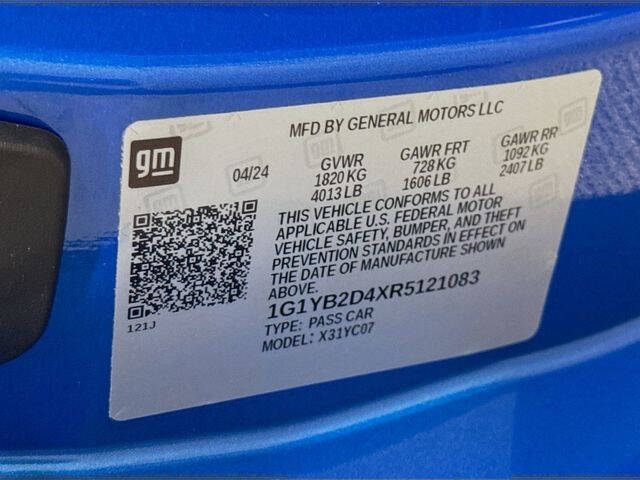 MFD BY GENERAL MOTORS LLC
gm
04/24
GVWR
1820 KG
4013 LB
GAWR FRT
728 KG
1606 LB
GAWR RR
1092 KG
2407 LB
THIS VEHICLE CONFORMS TO ALL
APPLICABLE U.S. FEDERAL MOTOR
VEHICLE SAFETY, BUMPER, AND THEFT
PREVENTION STANDARDS IN EFFECT ON
THE DATE OF MANUFACTURE SHOWN
ABOVE.
1G1YB2D4XR5121083
TYPE: PASS CAR
MODEL: X31YC07
121J